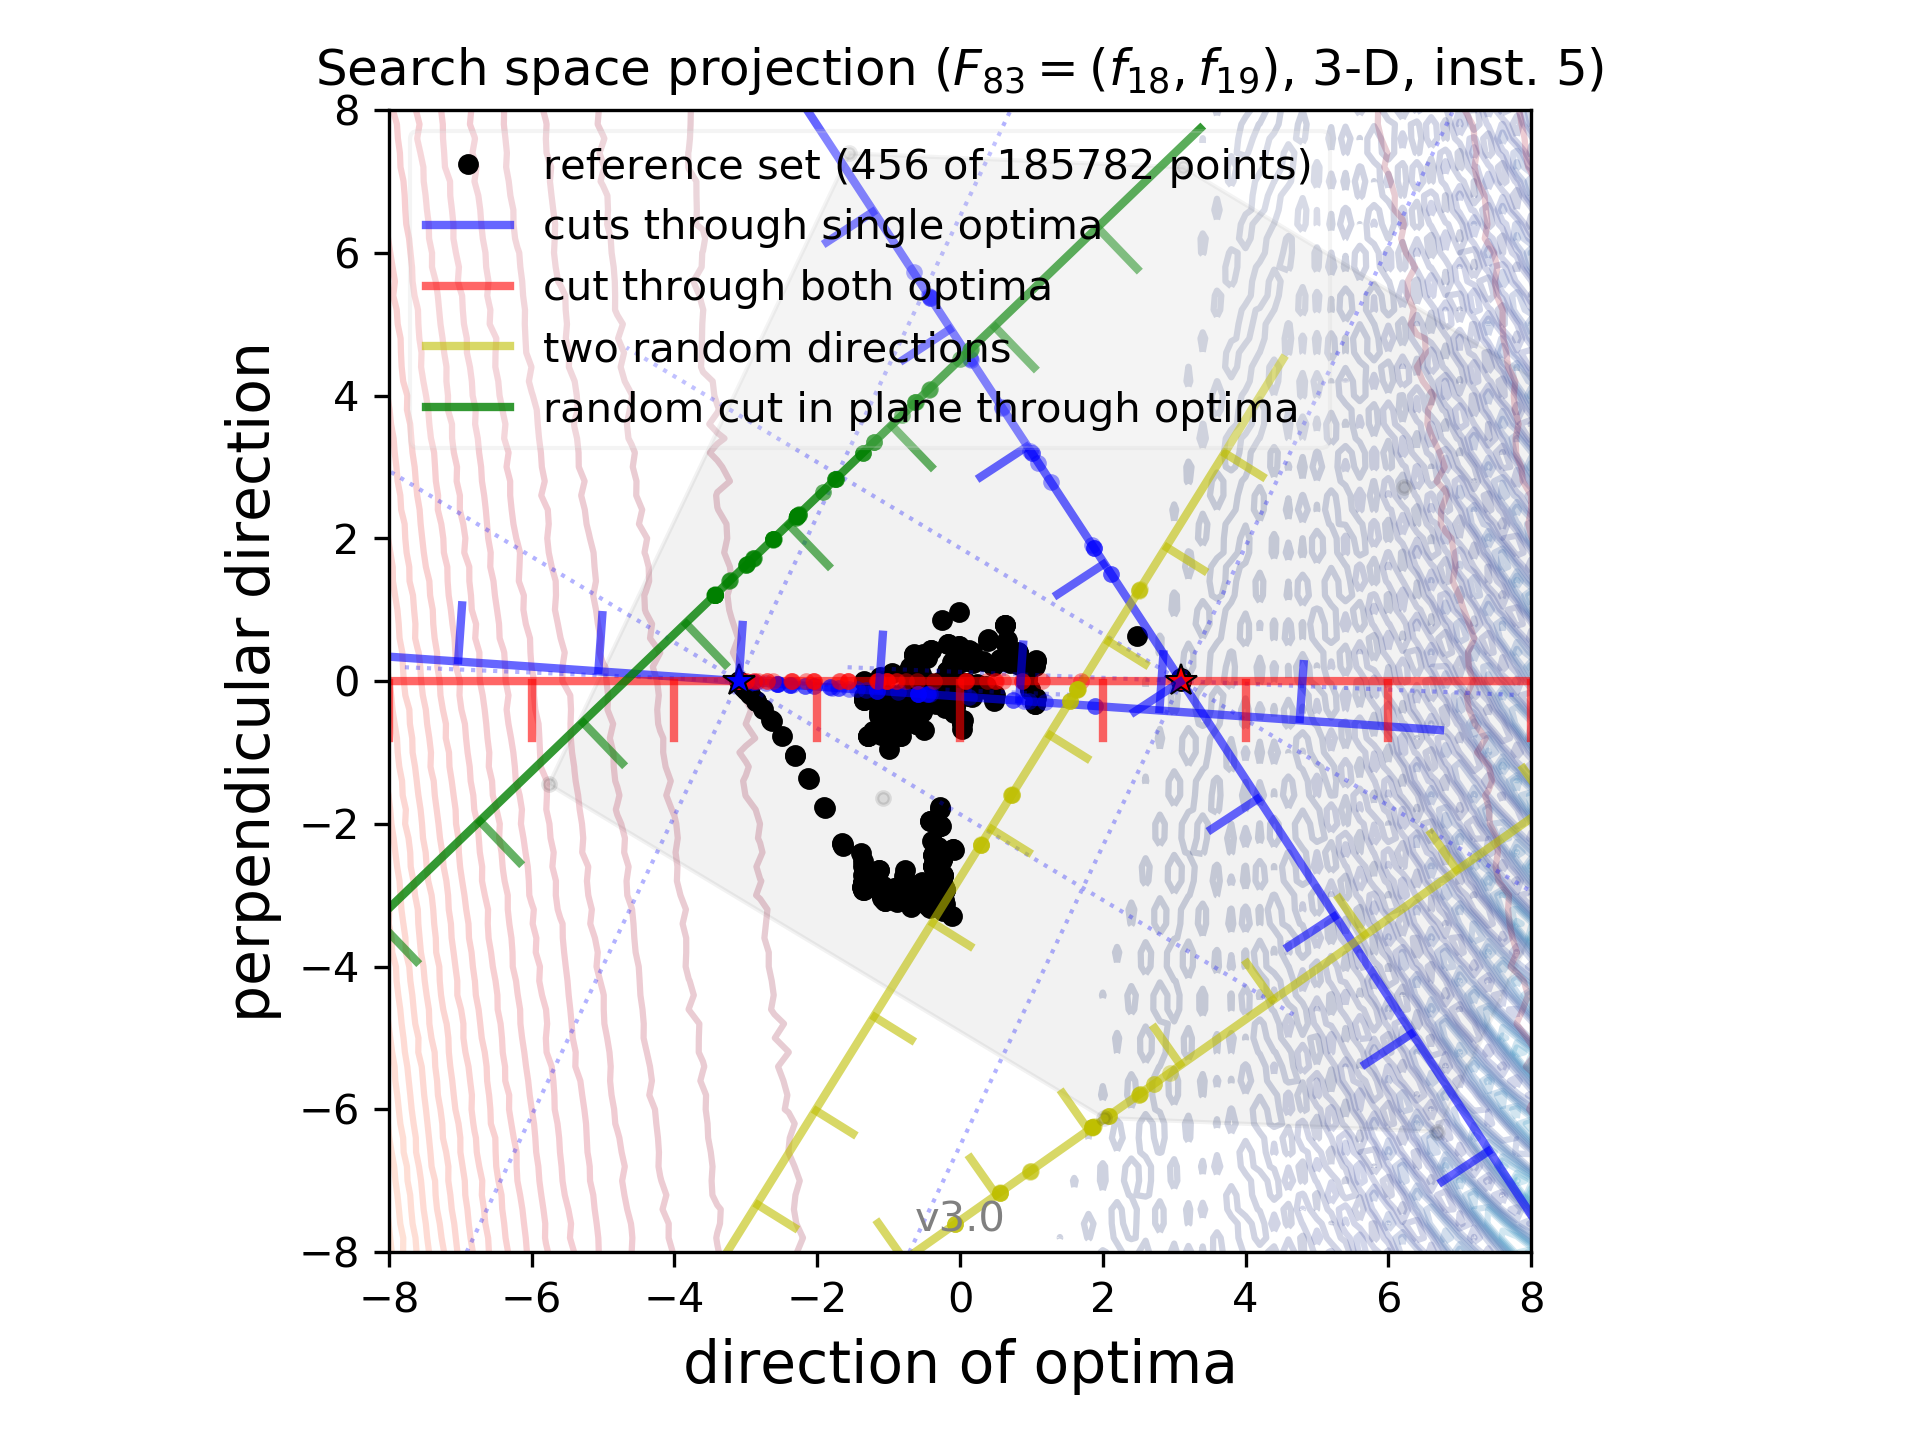 Search space projection (F83 = (f18, f19), 3-D, inst. 5)
reference set (456 of 185782 points)
cuts through single optima
cut through both optima
two random directions
random cut in plane through optima
perpendicular direction
8
6
4
2
0
−2
−4
−6
−8
v3.0
−8 −6 −4 −2 0 2 4 6 8
direction of optima